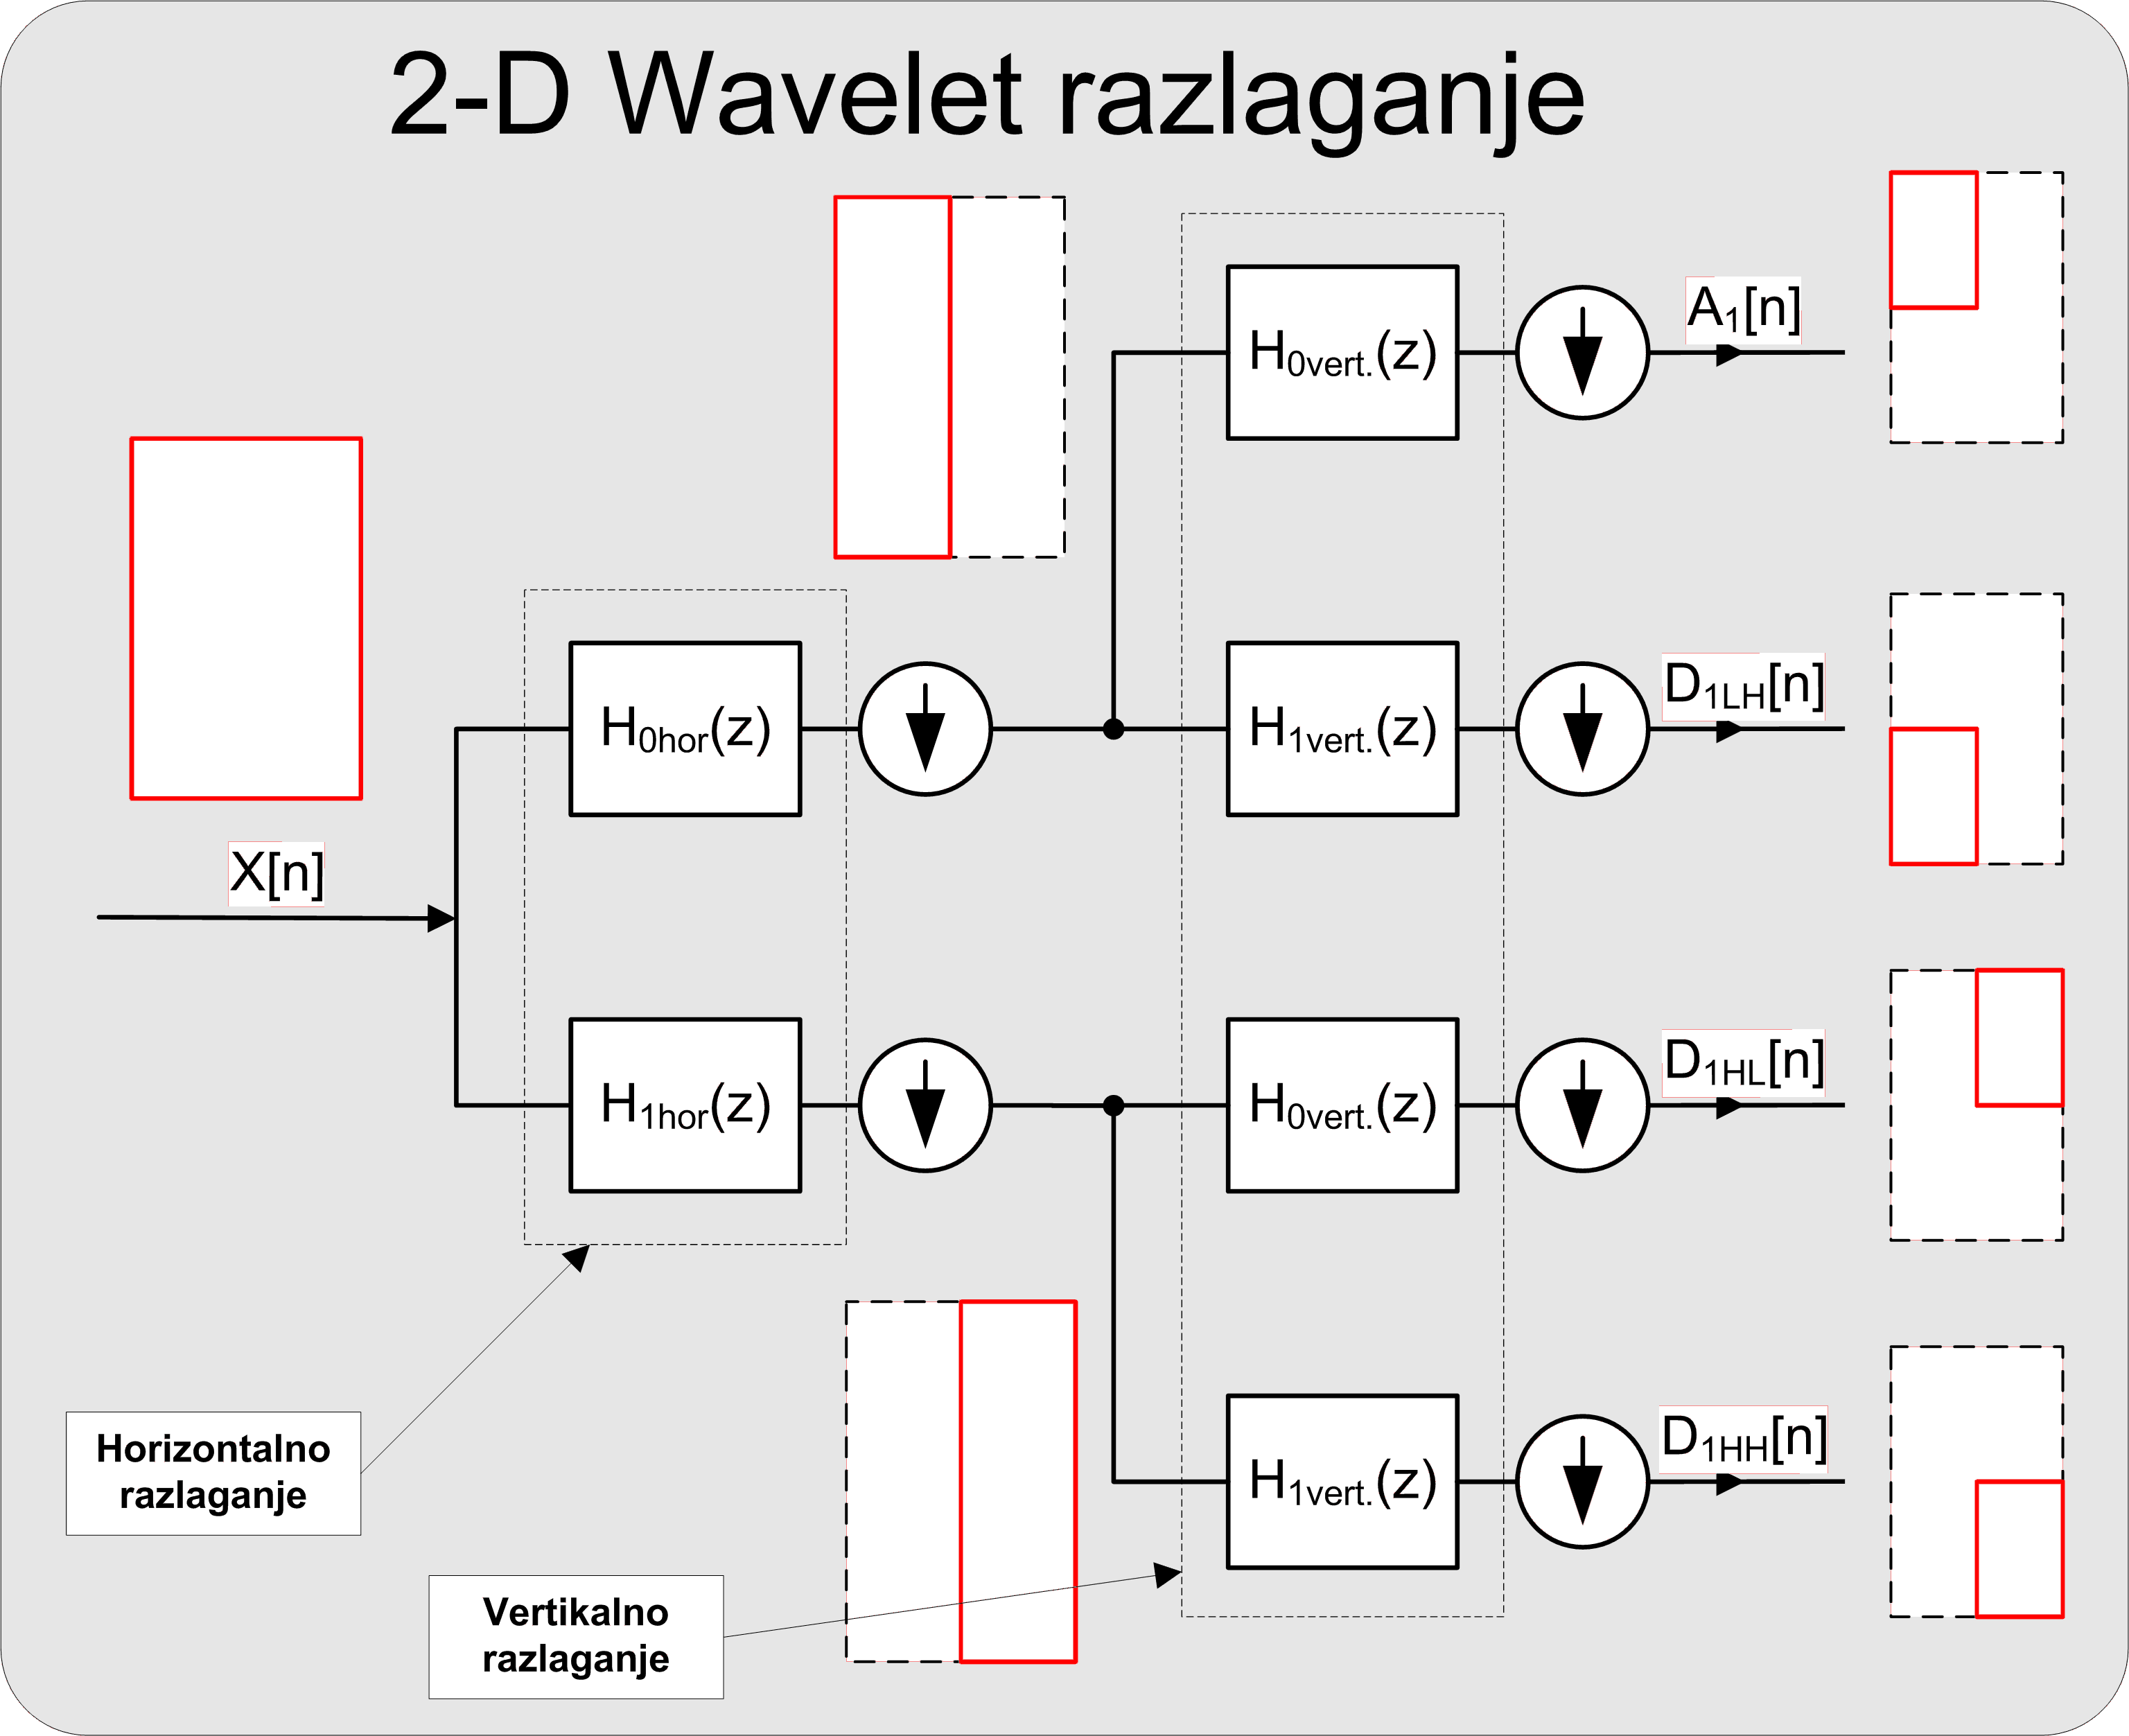 2-D Wavelet razlaganje
A1[n]
H0vert.(z)
H0hor(z)
H1vert.(z)
D1LH[n]
X[n]
H1hor(z)
H0vert.(z)
D1HL[n]
H1vert.(z)
D1HH[n]
Horizontalno
razlaganje
Vertikalno
razlaganje